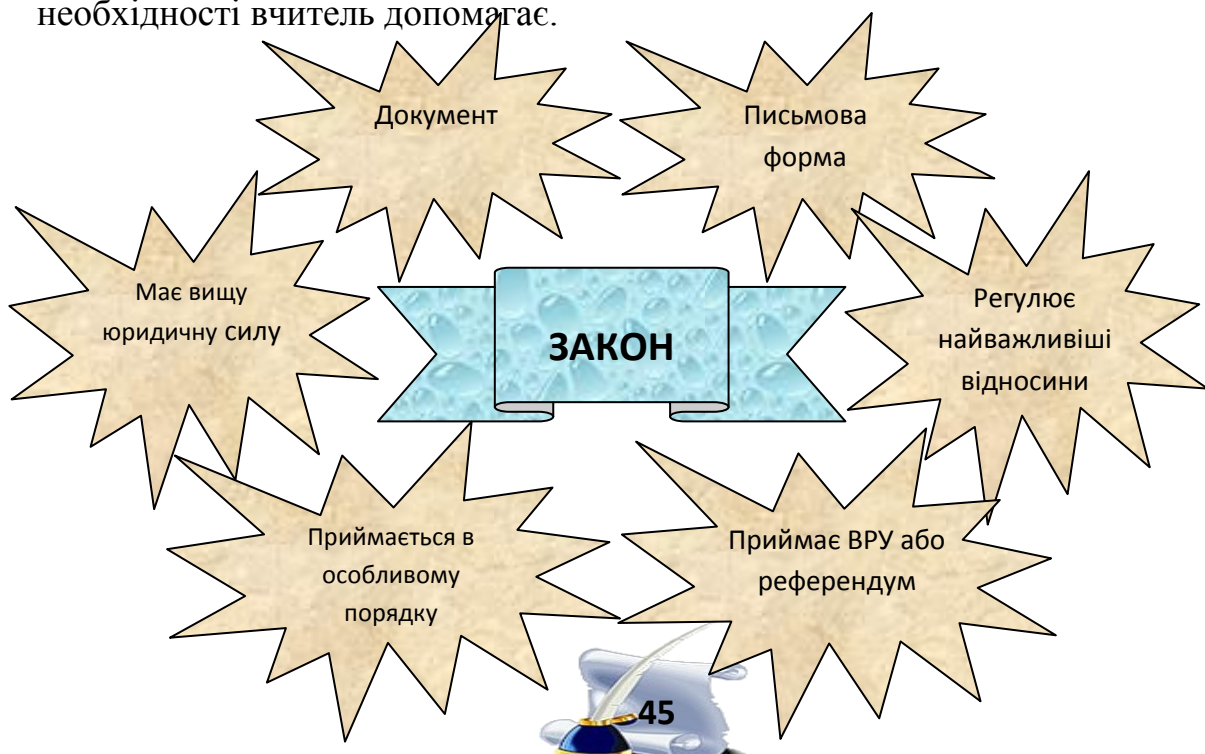 необхідності вчитель допомагає.
Документ
Письмова
форма
Має вищу
юридичну силу
ЗАКОН
Регулює
найважливіші
відносини
Приймається в
особливому
порядку
Приймає ВРУ або
референдум
45